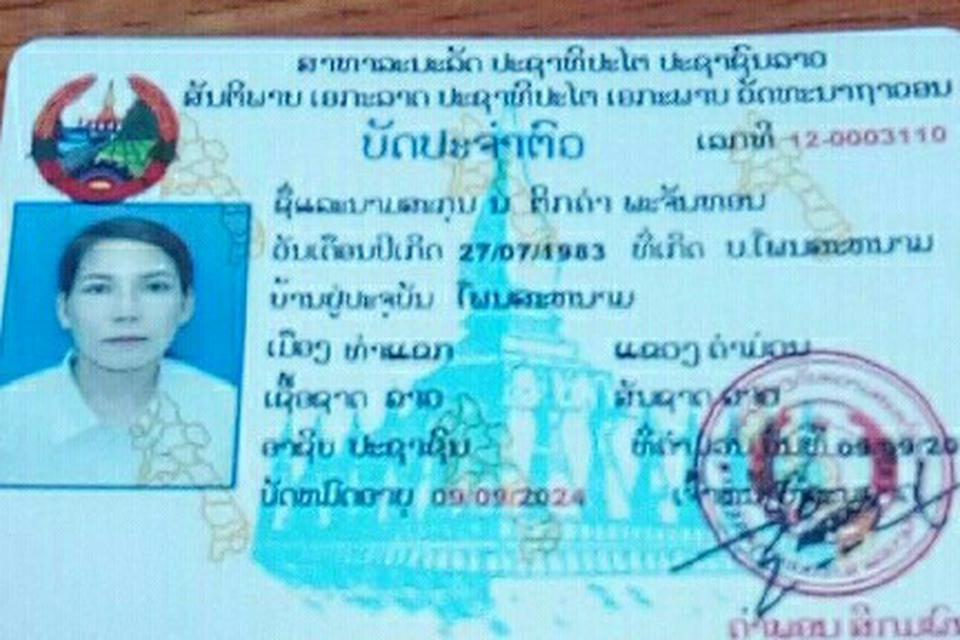 ສາທາລະນະລັດ ປະຊາທິປະໄຕ ປະຊາຊົນລາວ
ສັນຕິພາບ ເອກະລາດ ປະຊາທິປະໄຕ ເອກະພາບ ວັດທະນາຖາວອນ
ບັດປະຈຳຕົວ
ເລກທີ 12-0003110
ຊື່ແລະນາມສະກຸນ ນ ຕິກຄຳ ພະຈັນທອນ
ວັນເດືອນປີເກີດ 27/07/1983 ທີ່ເກີດ ບ.ໂພນສະຫນາມ
ບ້ານຢູ່ປະຈຸບັນ ໂພນສະຫນາມ
ເມືອງ ທ່າແຂກ ແຂວງ ຄຳມ່ວນ
ເຊື້ອຊາດ ລາວ ສັນຊາດ ລາວ
ອາຊີບ ປະຊາຊົນ ທີ່ຄຳມ່ວນ ວັນທີ 09/09/20
ບັດຫມົດອາຍຸ 09/09/2024